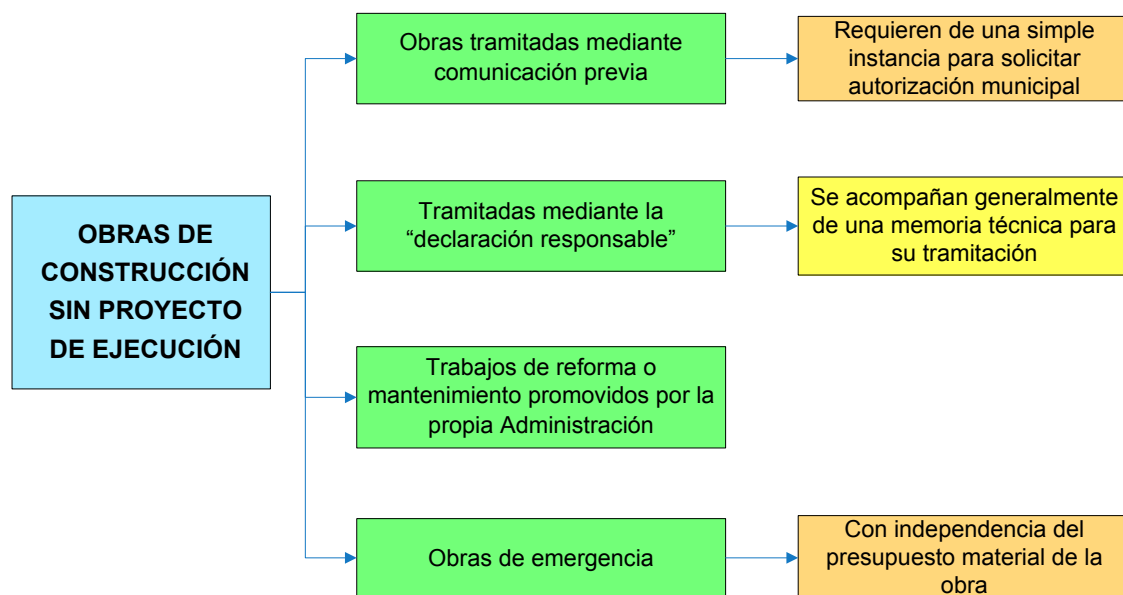 OBRAS DE
CONSTRUCCIÓN
SIN PROYECTO
DE EJECUCIÓN
Obras tramitadas mediante
comunicación previa
Requieren de una simple
instancia para solicitar
autorización municipal
Tramitadas mediante la
“declaración responsable”
Se acompañan generalmente
de una memoria técnica para
su tramitación
Trabajos de reforma o
mantenimiento promovidos por la
propia Administración
Obras de emergencia
Con independencia del
presupuesto material de la
obra